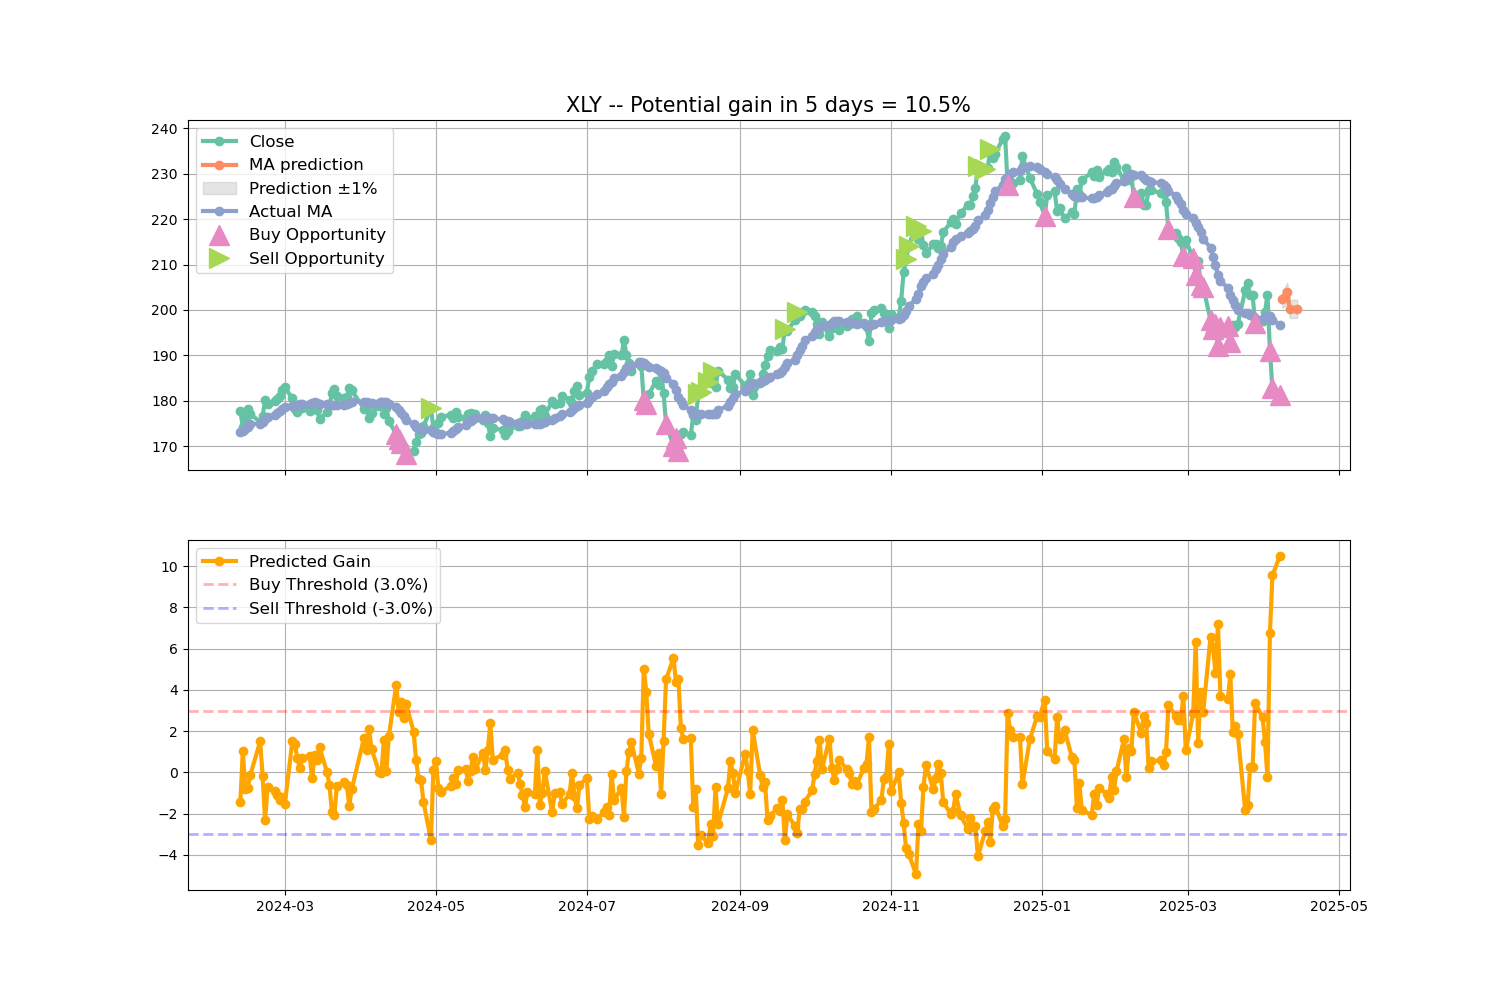 XLY -- Potential gain in 5 days = 10.5%
240
230
220
210
200
190
180
170
Close
MA prediction
Prediction ±1%
Actual MA
Buy Opportunity
Sell Opportunity
10
8
6
4
2
0
−2
−4
Predicted Gain
Buy Threshold (3.0%)
Sell Threshold (-3.0%)
2024-03
2024-05
2024-07
2024-09
2024-11
2025-01
2025-03
2025-05